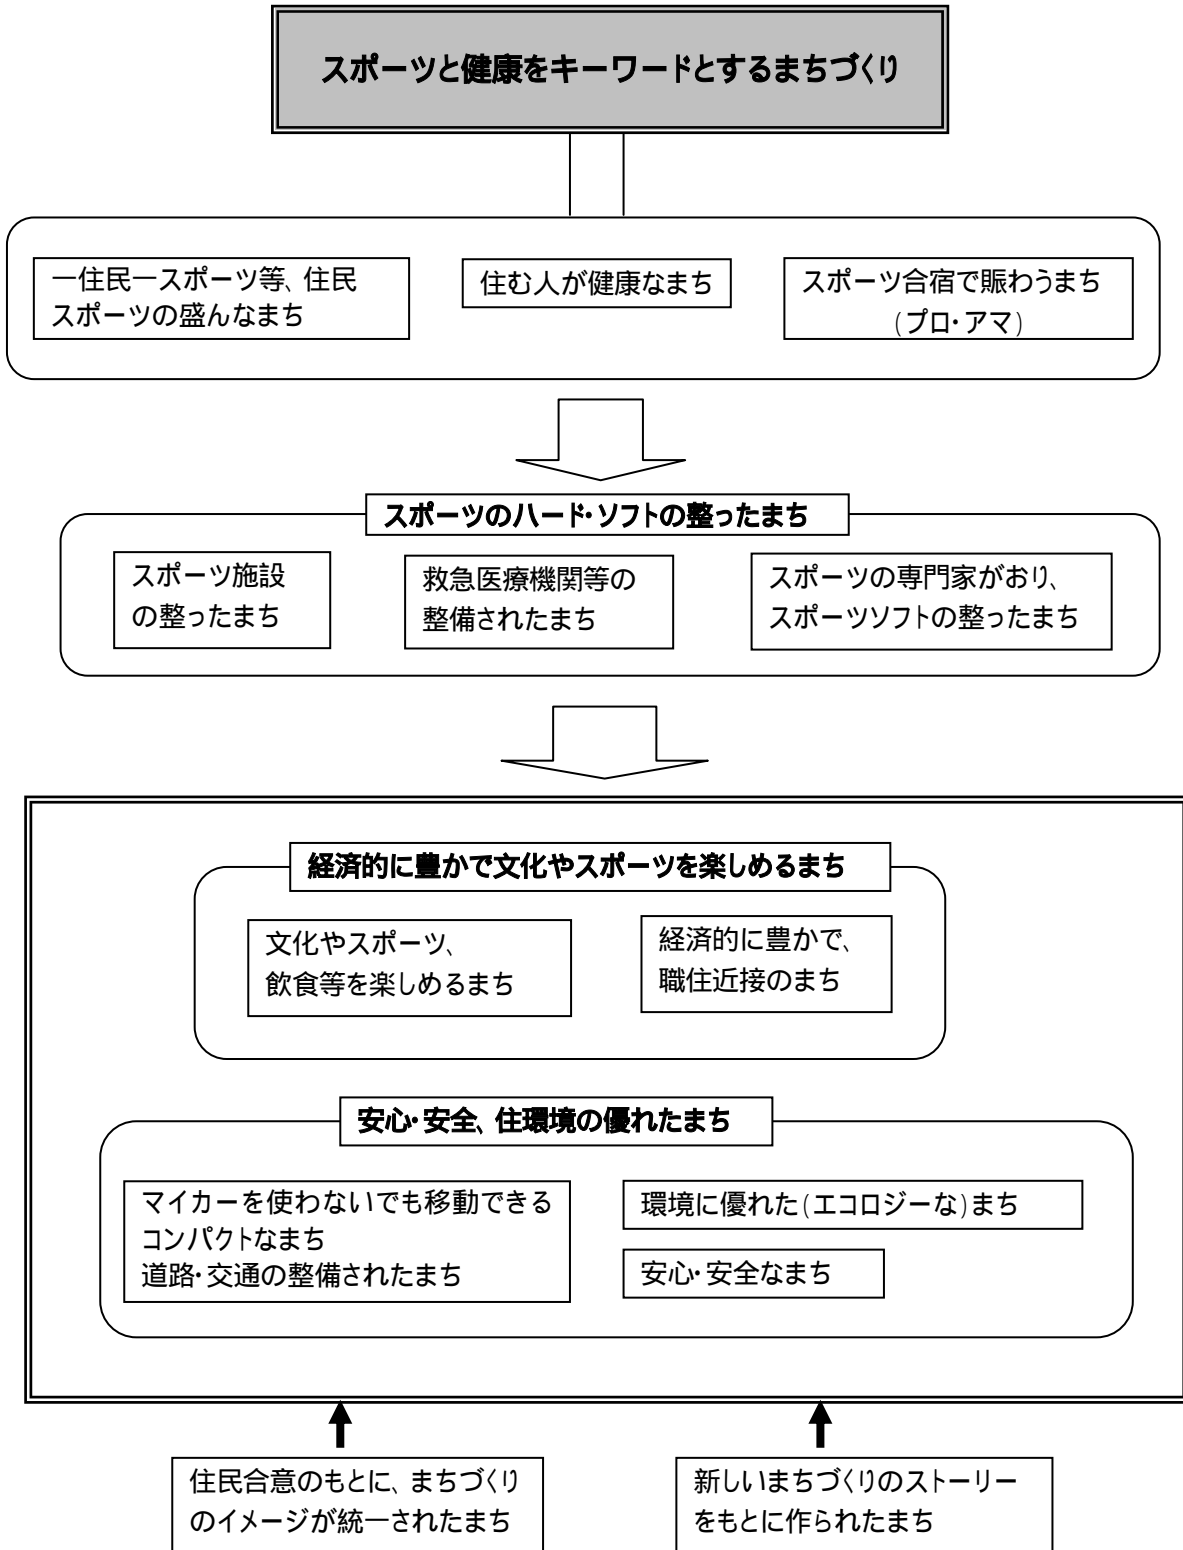 スポーツと健康をキーワードとするまちづくり
一住民一スポーツ等、住民
スポーツの盛んなまち
住む人が健康なまち
スポーツ合宿で賑わうまち
（プロ・アマ）
スポーツのハード・ソフトの整ったまち
スポーツ施設
の整ったまち
救急医療機関等の
整備されたまち
スポーツの専門家がおり、
スポーツソフトの整ったまち
経済的に豊かで文化やスポーツを楽しめるまち
文化やスポーツ、
飲食等を楽しめるまち
経済的に豊かで、
職住近接のまち
安心・安全、住環境の優れたまち
マイカーを使わないでも移動できる
コンパクトなまち
道路・交通の整備されたまち
環境に優れた（エコロジーな）まち
安心・安全なまち
住民合意のもとに、まちづくり
のイメージが統一されたまち
新しいまちづくりのストーリー
をもとに作られたまち